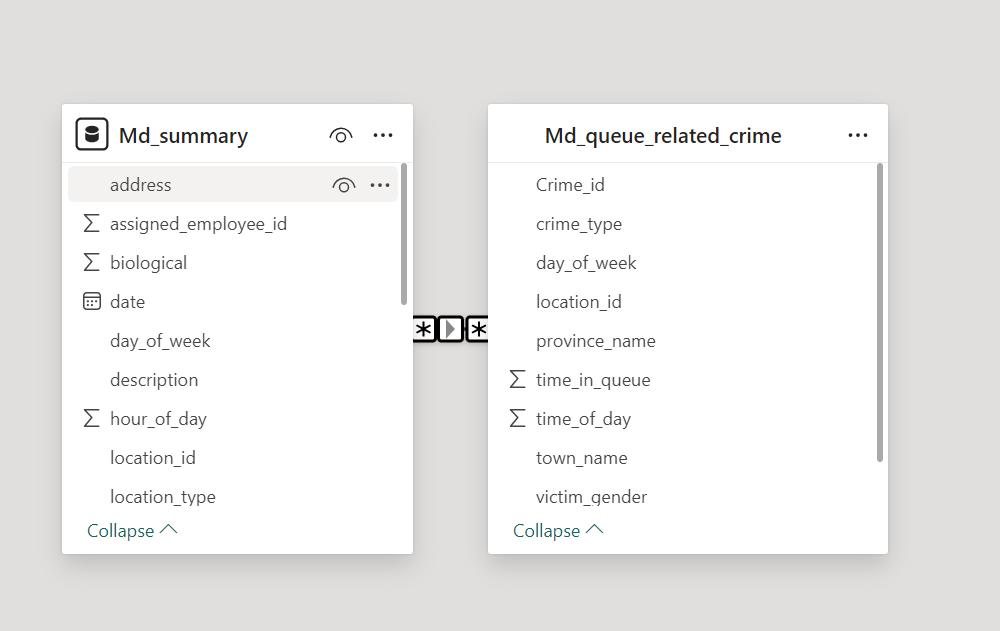 Md_summary
address
assigned_employee_id
biological
date
day_of_week
description
hour_of_day
location_id
location_type
Collapse
Md_queue_related_crime
Crime_id
crime_type
day_of_week
location_id
province_name
time_in_queue
time_of_day
town_name
victim_gender
Collapse